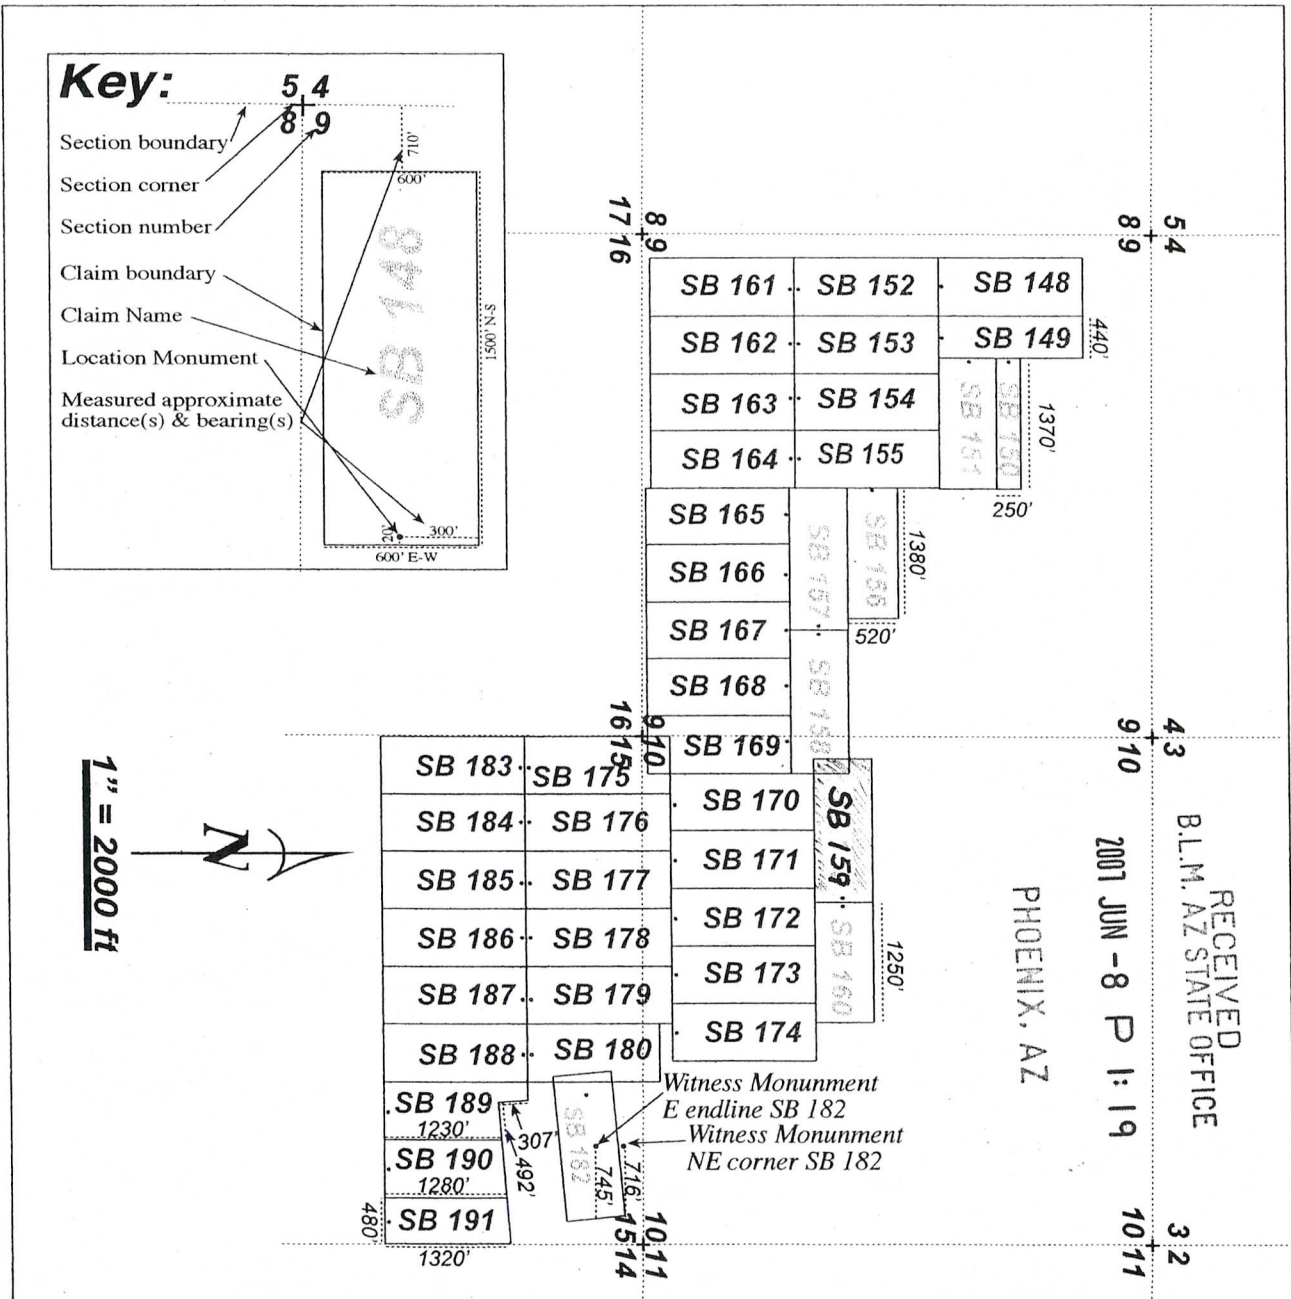 Key:
5 4
8 9
Section boundary
Section corner
Section number
Claim boundary
Claim Name
Location Monument
Measured approximate
distance(s) & bearing(s)
710'
600'
SB 148
1500' N-S
20'
300'
600' E-W
8
17 16 9
5 4
8 9
SB 161
SB 152
SB 148
SB 162
SB 153
SB 149
440'
SB 163
SB 154
SB 151
SB 150
1370'
SB 164
SB 155
250'
SB 165
SB 157
SB 156
1380'
SB 166
SB 167
520'
SB 168
SB 158
16 9
15 10
4 3
9 10
SB 169
SB 183
SB 175
SB 170
SB 159
SB 184
SB 176
SB 171
SB 185
SB 177
SB 172
SB 186
SB 178
SB 160
1250'
SB 173
SB 187
SB 179
SB 174
SB 188
SB 180
SB 189
1230'
307'
SB 182
Witness Monunment
E endline SB 182
Witness Monunment
NE corner SB 182
SB 190
1280'
492'
745'
716'
480'
SB 191
1320'
15 10
14 11
3 2
10 11
1" = 2000 ft
N
RECEIVED
B.L.M. AZ STATE OFFICE
2007 JUN -8 P 1:19
PHOENIX, AZ